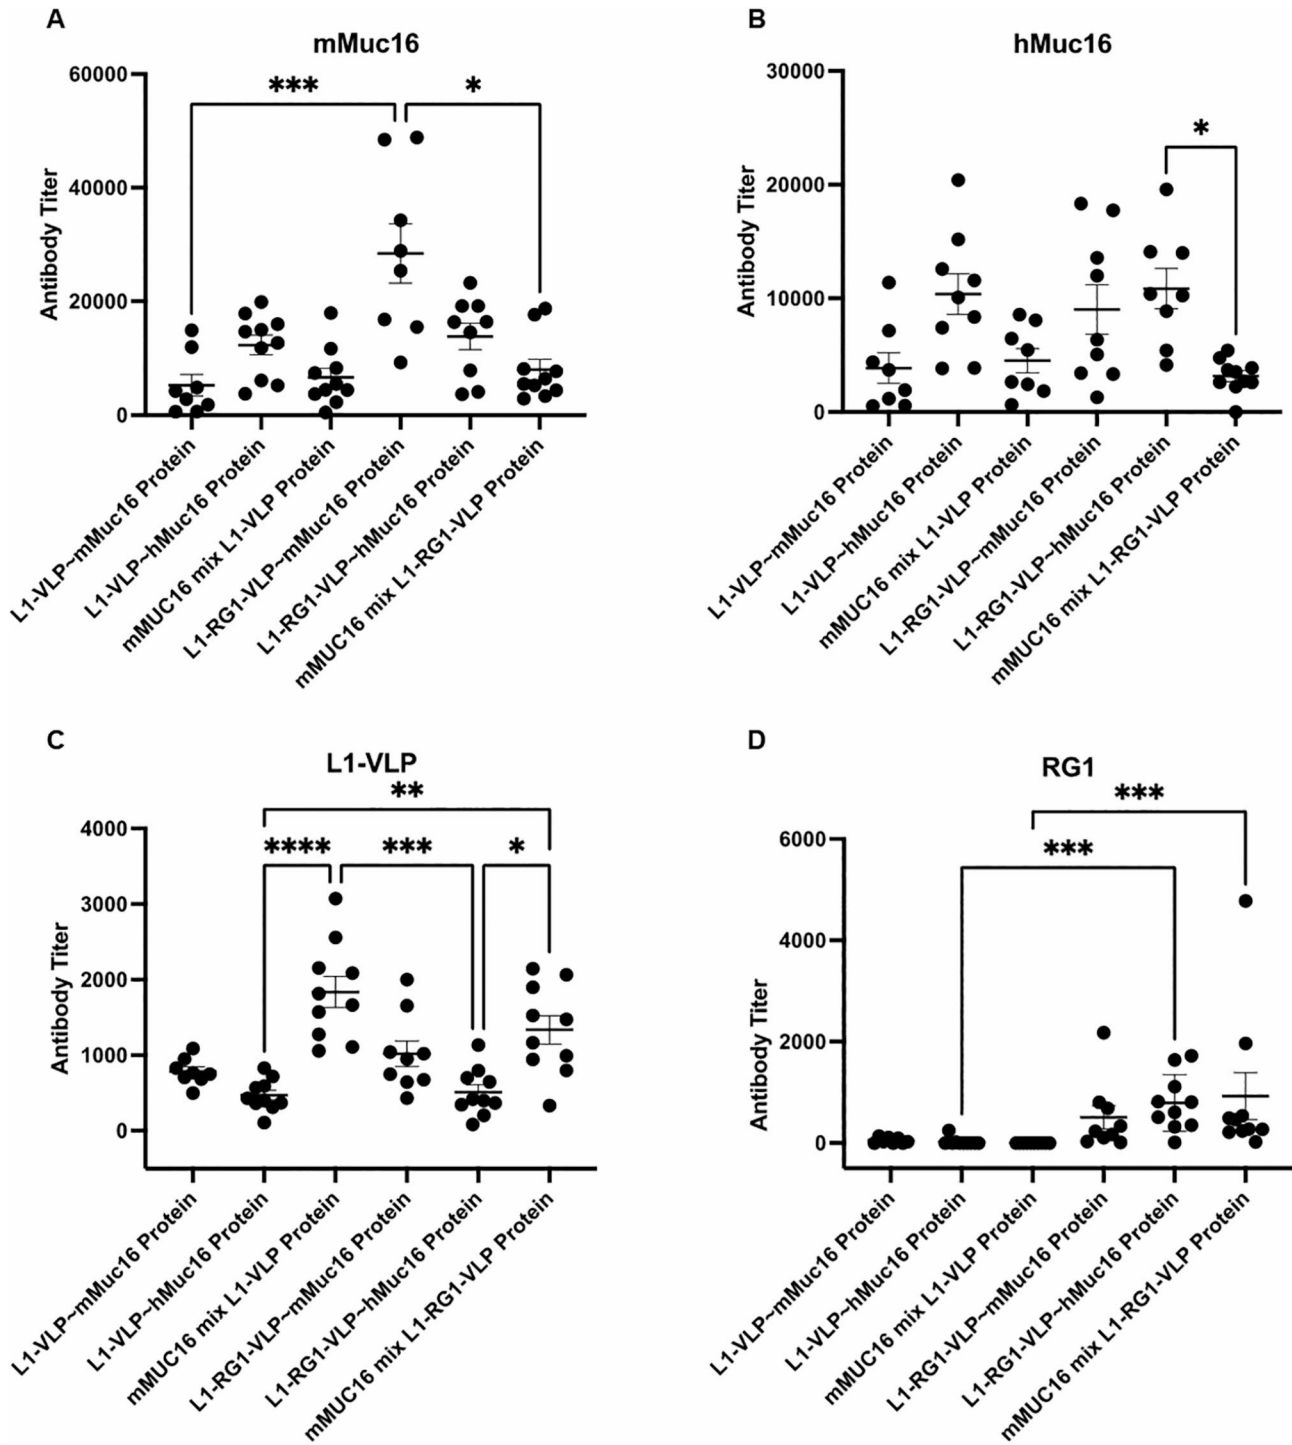 A
mMuc16
60000
40000
20000
0
Antibody Titer
***
*
L1-VLP~mMuc16 Protein
L1-VLP~hMuc16 Protein
mMUC16 mix L1-VLP Protein
L1-RG1-VLP~mMuc16 Protein
L1-RG1-VLP~hMuc16 Protein
mMUC16 mix L1-RG1-VLP Protein
B
hMuc16
30000
20000
10000
0
Antibody Titer
*
L1-VLP~mMuc16 Protein
L1-VLP~hMuc16 Protein
mMUC16 mix L1-VLP Protein
L1-RG1-VLP~mMuc16 Protein
L1-RG1-VLP~hMuc16 Protein
mMUC16 mix L1-RG1-VLP Protein
C
L1-VLP
4000
3000
2000
1000
0
Antibody Titer
**
****
***
*
L1-VLP~mMuc16 Protein
L1-VLP~hMuc16 Protein
mMUC16 mix L1-VLP Protein
L1-RG1-VLP~mMuc16 Protein
L1-RG1-VLP~hMuc16 Protein
mMUC16 mix L1-RG1-VLP Protein
D
RG1
6000
4000
2000
0
Antibody Titer
***
***
L1-VLP~mMuc16 Protein
L1-VLP~hMuc16 Protein
mMUC16 mix L1-VLP Protein
L1-RG1-VLP~mMuc16 Protein
L1-RG1-VLP~hMuc16 Protein
mMUC16 mix L1-RG1-VLP Protein